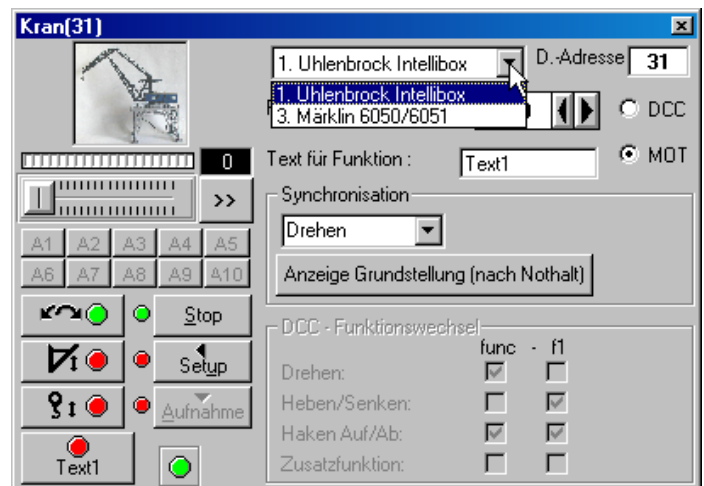 Kran(31)
1. Uhlenbrock Intellibox
D.-Adresse 31
1. Uhlenbrock Intellibox
3. Märklin 6050/6051
DCC
0
Text für Funktion :
Text1
MOT
>>
Synchronisation
Drehen
A1 A2 A3 A4 A5
A6 A7 A8 A9 A10
Anzeige Grundstellung (nach Nothalt)
Stop
DCC - Funktionswechsel
func - f1
Setup
Drehen:
Aufnahme
Heben/Senken:
Haken Auf/Ab:
Text1
Zusatzfunktion: